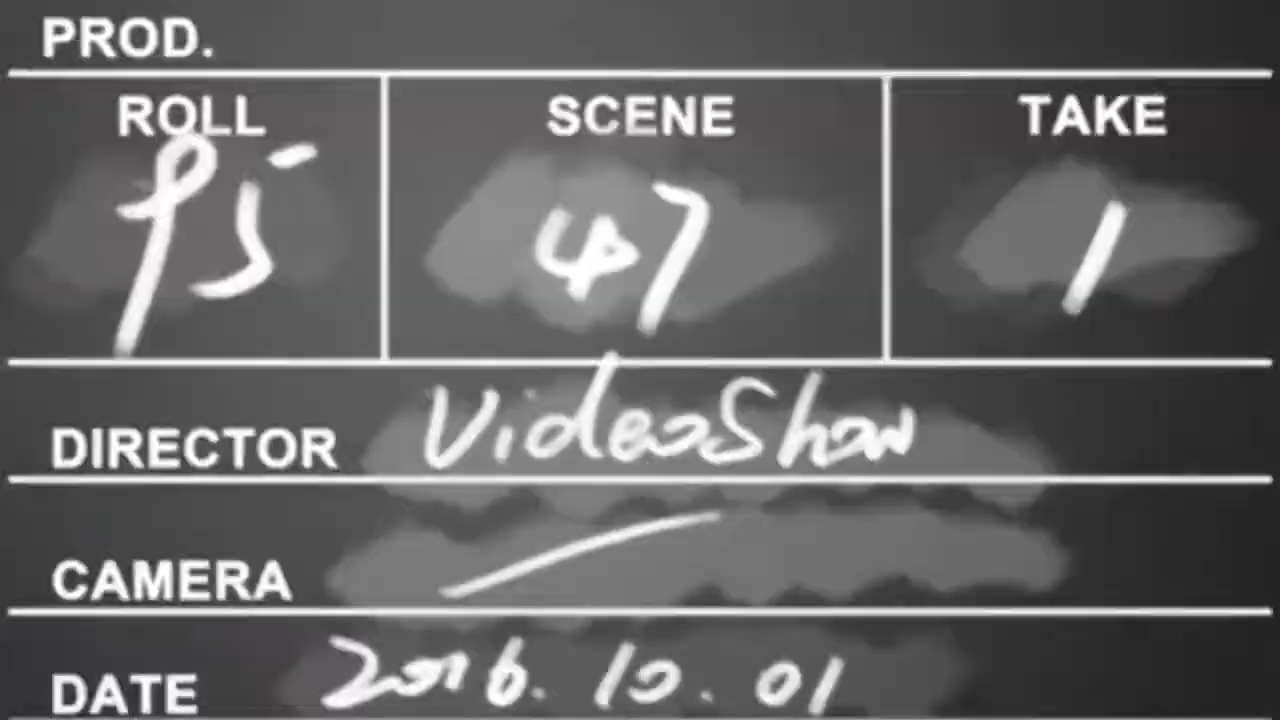 PROD.
ROLL SCENE TAKE
95 47 1
DIRECTOR VideoShow
CAMERA
DATE 2016.10.01